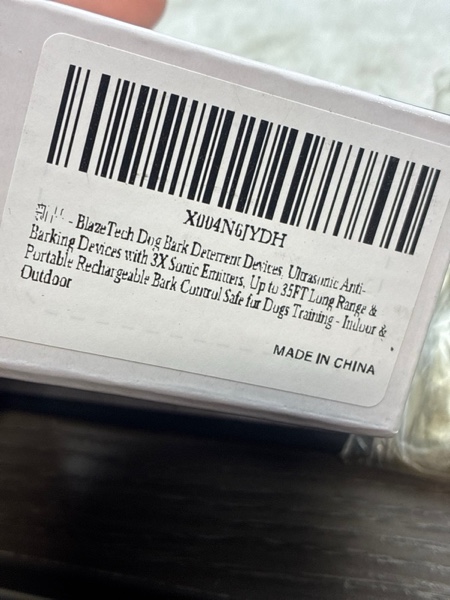 X004N6JYDH
- BlazeTech Dog Bark Deterrent Devices, Ultrasonic Anti-
Barking Devices with 3X Sonic Emitters, Up to 35FT Long Range &
Portable Rechargeable Bark Control Safe for Dogs Training - Indoor &
Outdoor
MADE IN CHINA